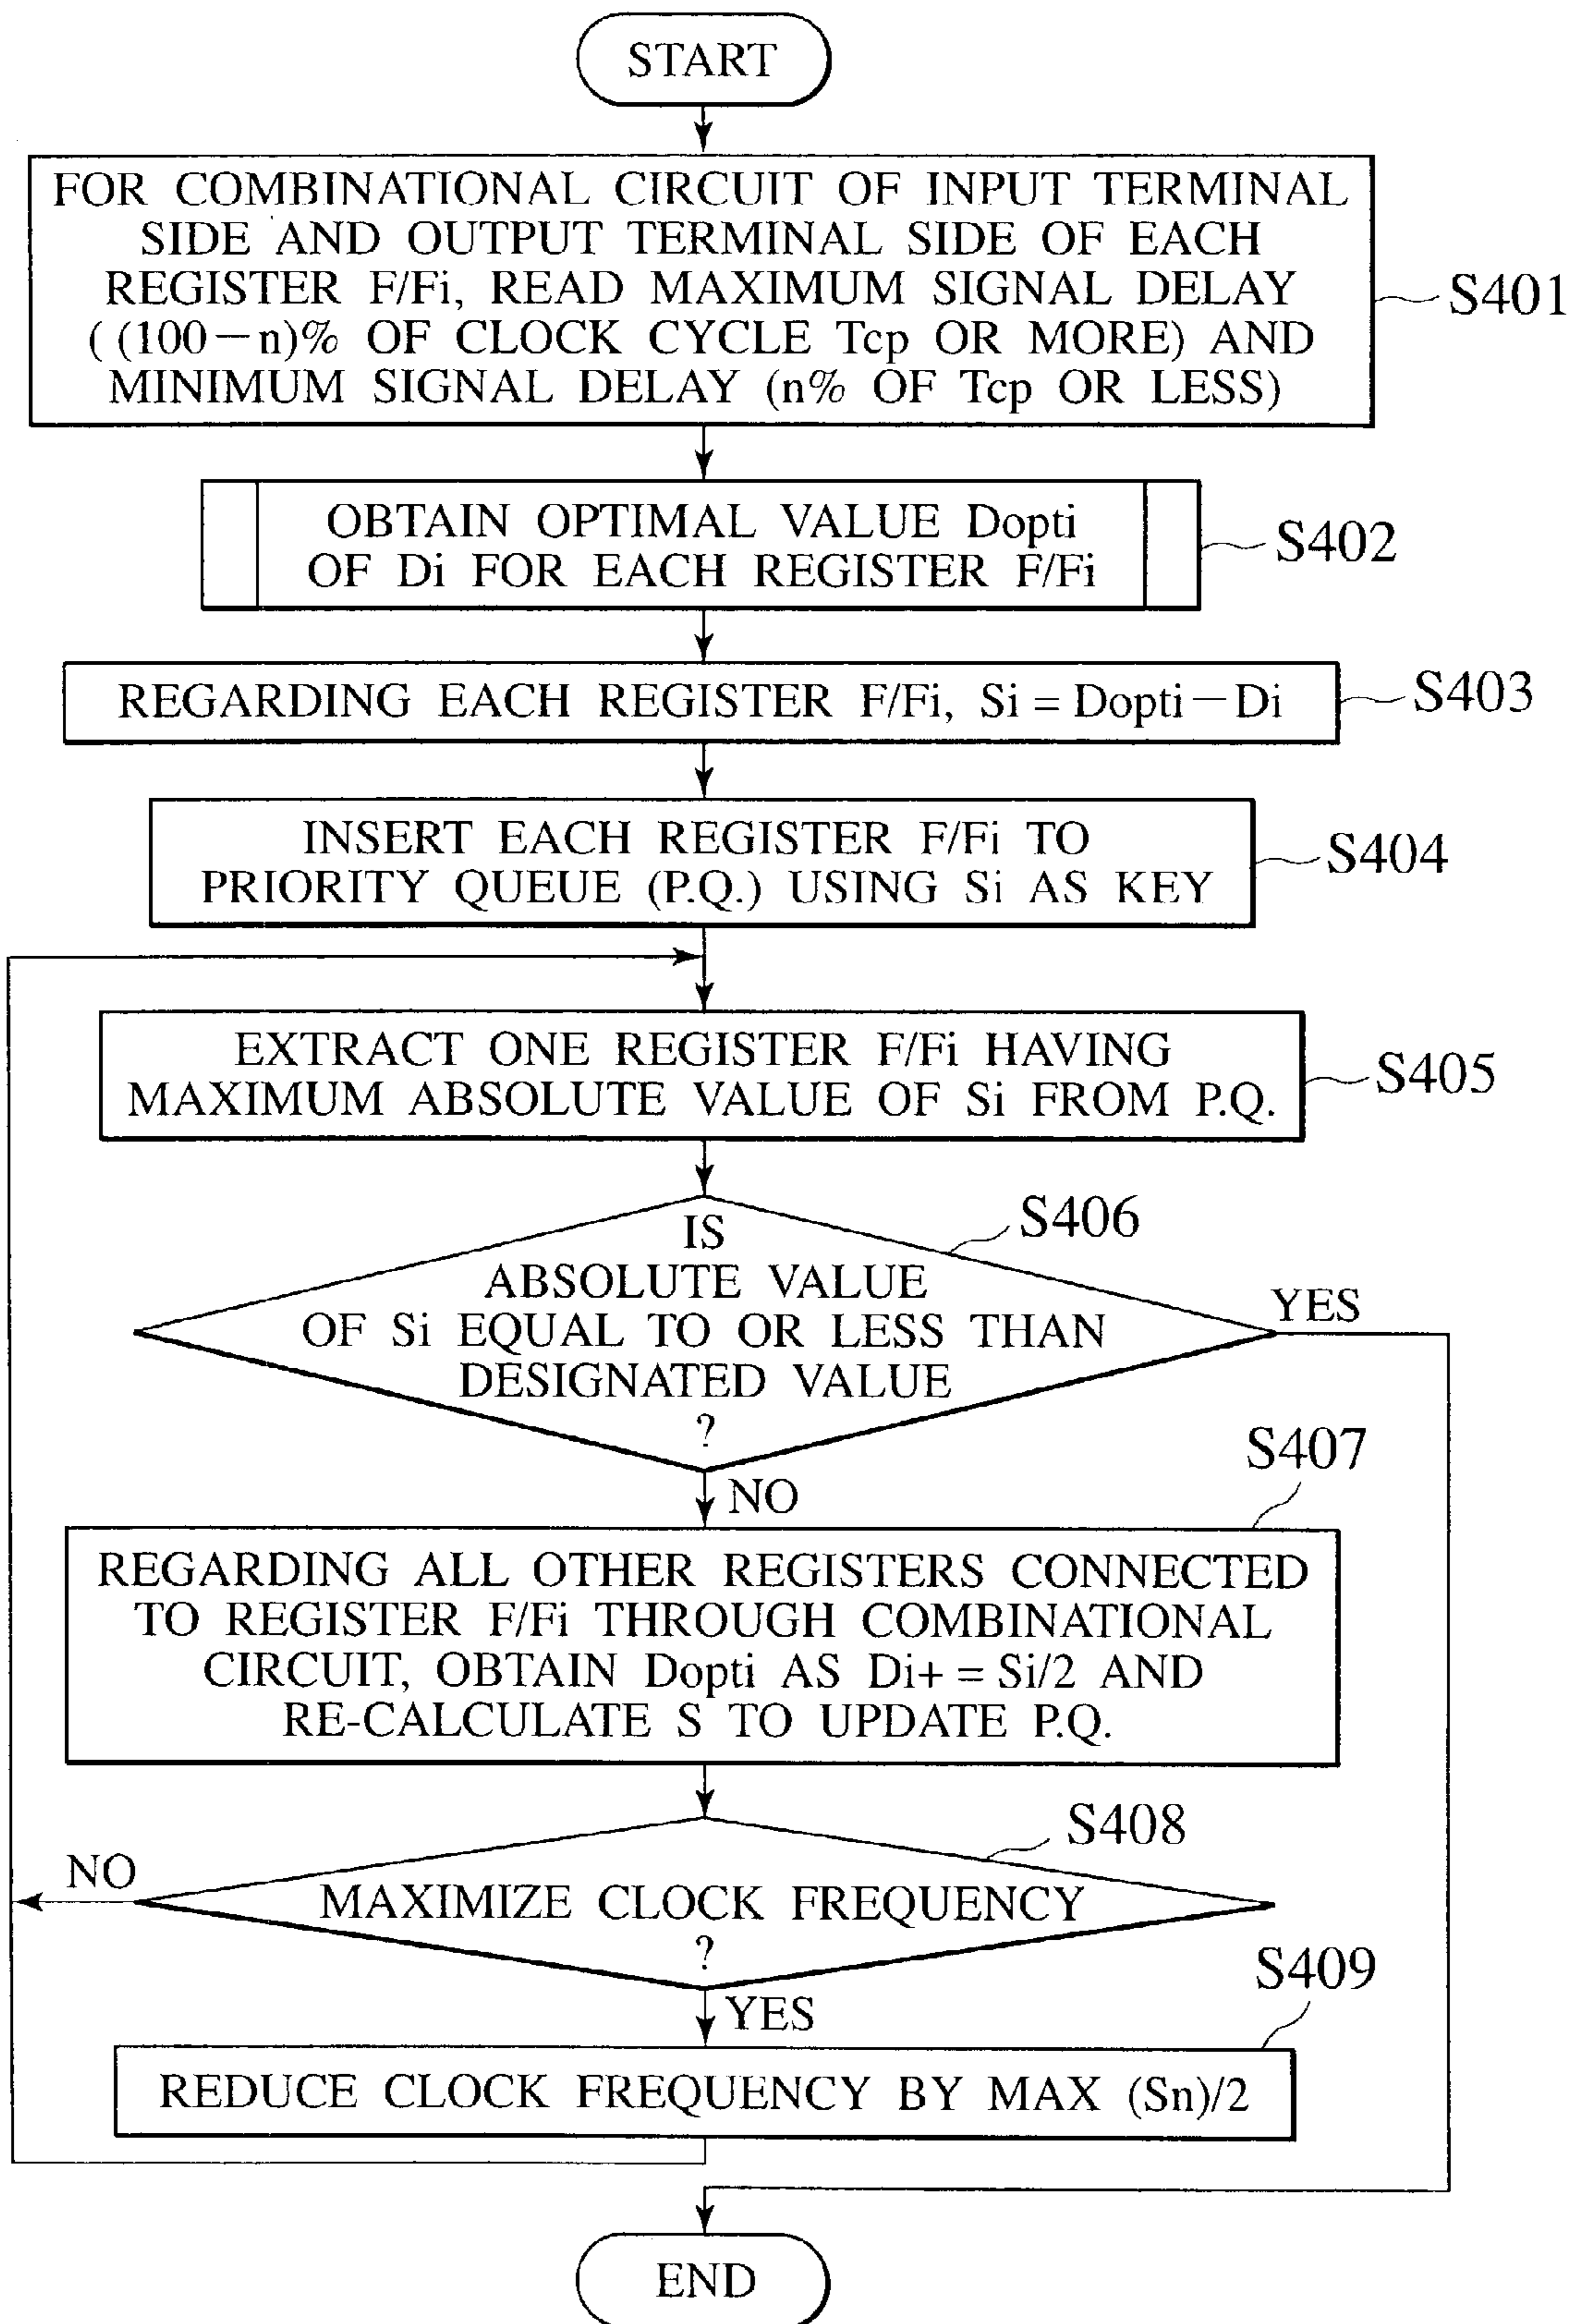 START
FOR COMBINATIONAL CIRCUIT OF INPUT TERMINAL
SIDE AND OUTPUT TERMINAL SIDE OF EACH
REGISTER F/Fi, READ MAXIMUM SIGNAL DELAY
((100−n)% OF CLOCK CYCLE Tcp OR MORE) AND
MINIMUM SIGNAL DELAY (n% OF Tcp OR LESS)
S401
OBTAIN OPTIMAL VALUE Dopti
OF Di FOR EACH REGISTER F/Fi
S402
REGARDING EACH REGISTER F/Fi, Si = Dopti−Di
S403
INSERT EACH REGISTER F/Fi TO
PRIORITY QUEUE (P.Q.) USING Si AS KEY
S404
EXTRACT ONE REGISTER F/Fi HAVING
MAXIMUM ABSOLUTE VALUE OF Si FROM P.Q.
S405
S406
IS
ABSOLUTE VALUE
OF Si EQUAL TO OR LESS THAN
DESIGNATED VALUE
?
YES
NO
S407
REGARDING ALL OTHER REGISTERS CONNECTED
TO REGISTER F/Fi THROUGH COMBINATIONAL
CIRCUIT, OBTAIN Dopti AS Di+ = Si/2 AND
RE-CALCULATE S TO UPDATE P.Q.
S408
NO
MAXIMIZE CLOCK FREQUENCY
?
YES
S409
REDUCE CLOCK FREQUENCY BY MAX (Sn)/2
END